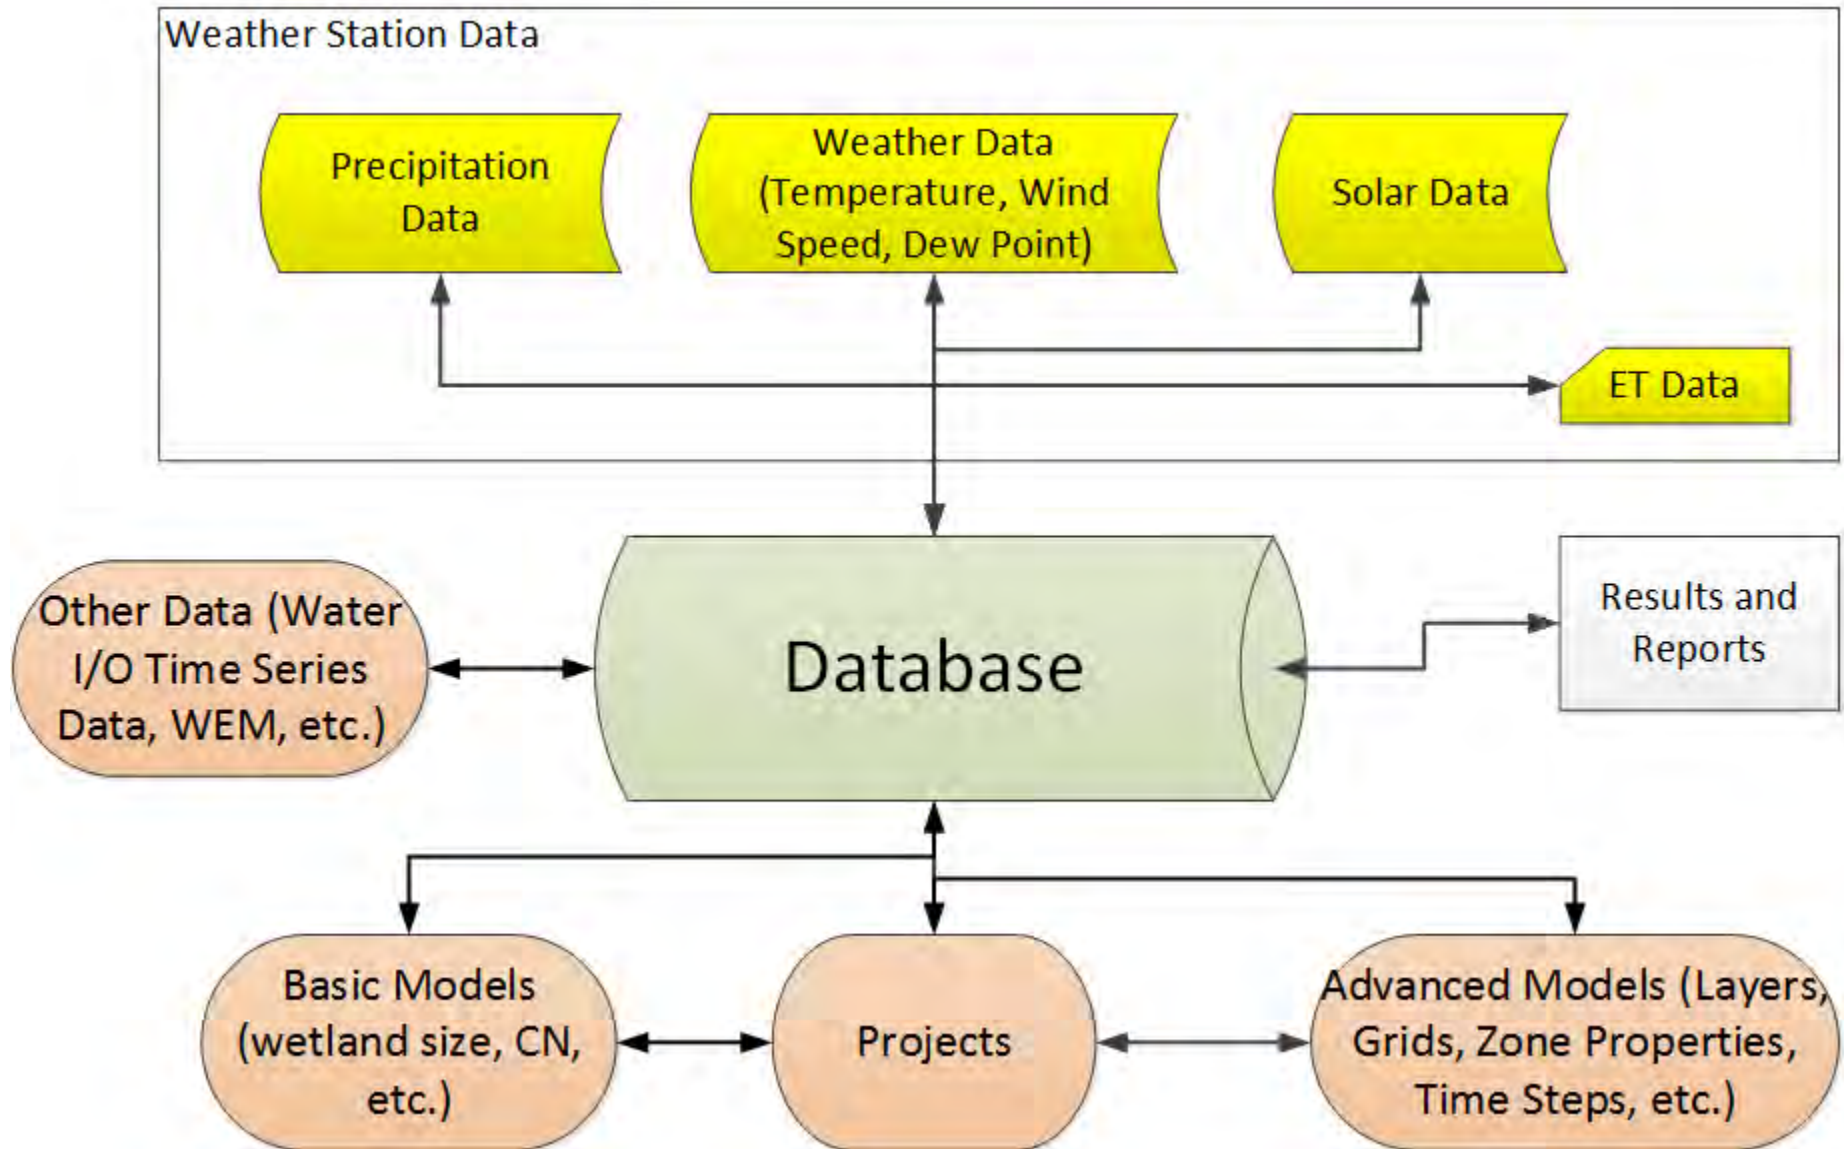 Weather Station Data
Precipitation
Data
Weather Data
(Temperature, Wind
Speed, Dew Point)
Solar Data
ET Data
Other Data (Water
I/O Time Series
Data, WEM, etc.)
Database
Results and
Reports
Basic Models
(wetland size, CN,
etc.)
Projects
Advanced Models (Layers,
Grids, Zone Properties,
Time Steps, etc.)